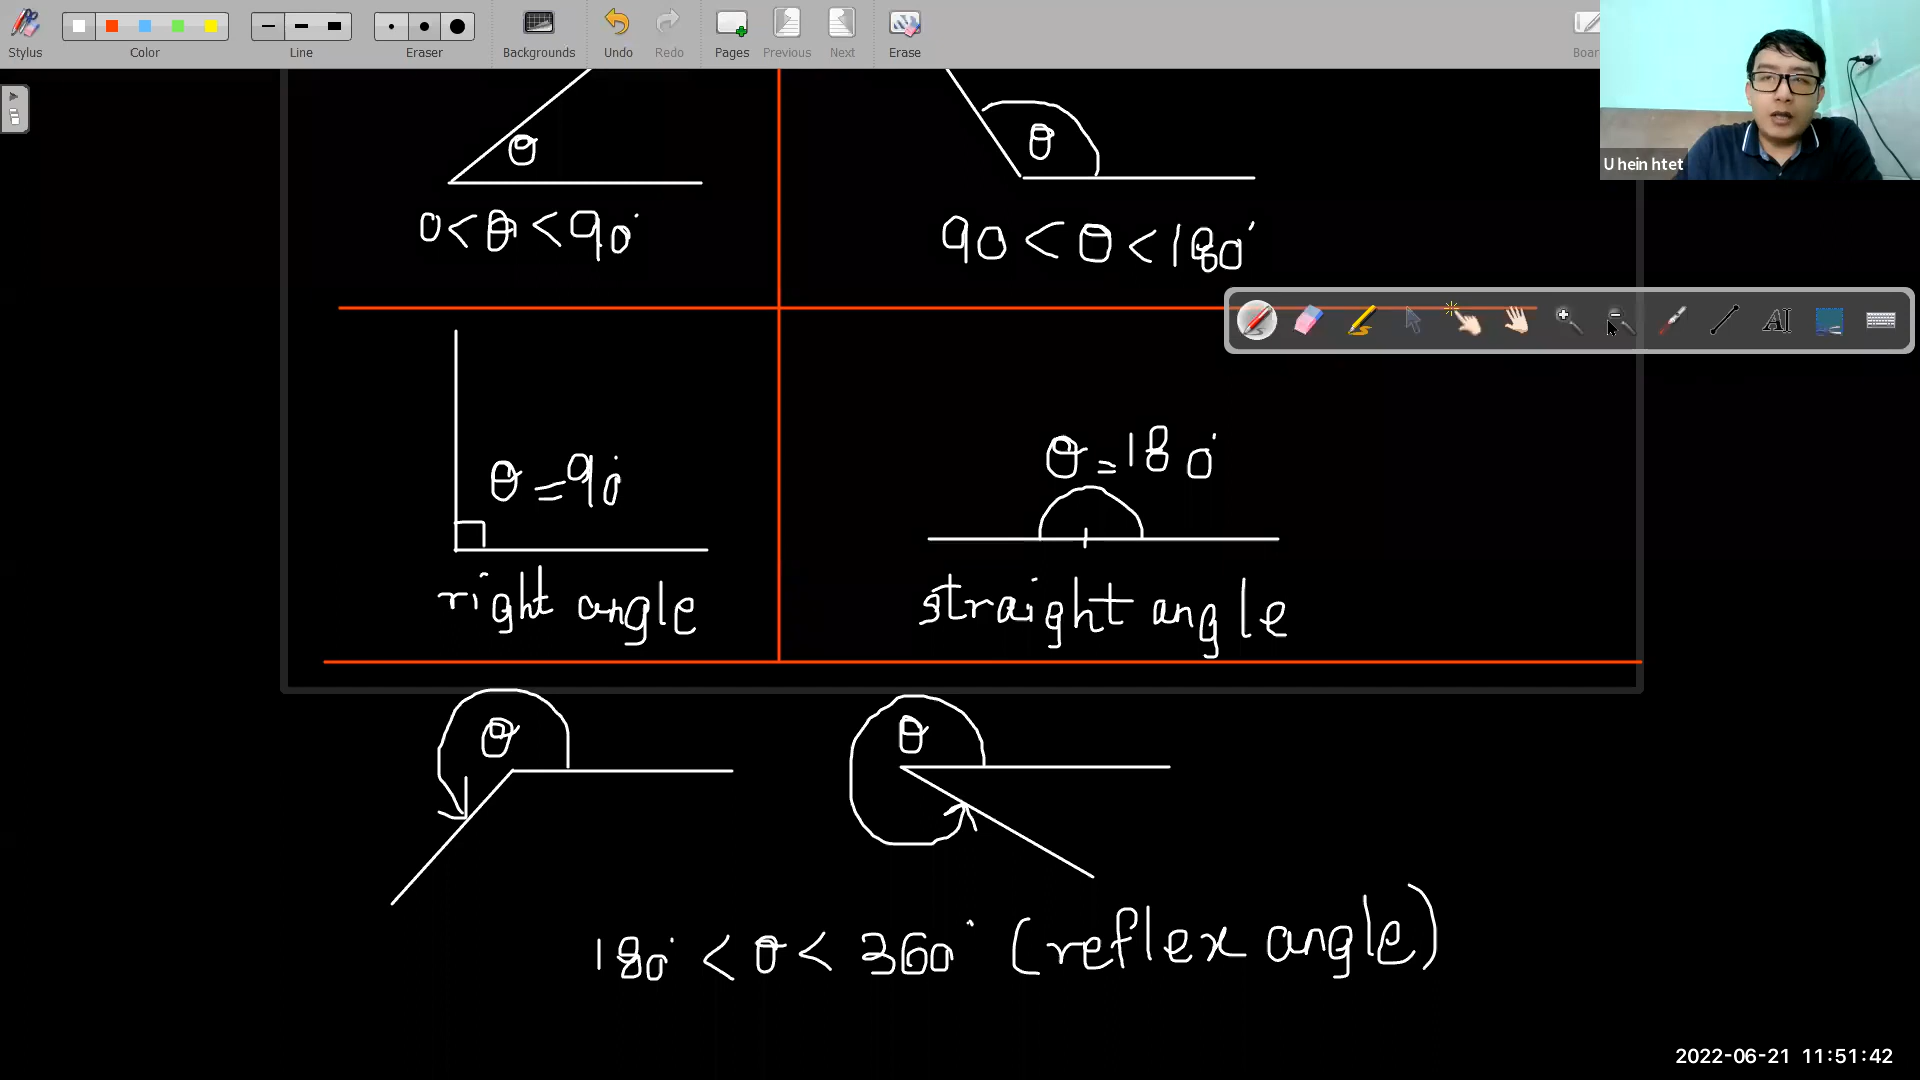 Stylus Color Line Eraser Backgrounds Undo Redo Pages Previous Next Erase Boar
U hein htet
θ
θ
0 < θ < 90°
90 < θ < 180°
θ = 90°
θ = 180°
right angle
straight angle
θ
θ
180° < θ < 360° (reflex angle)
2022-06-21 11:51:42